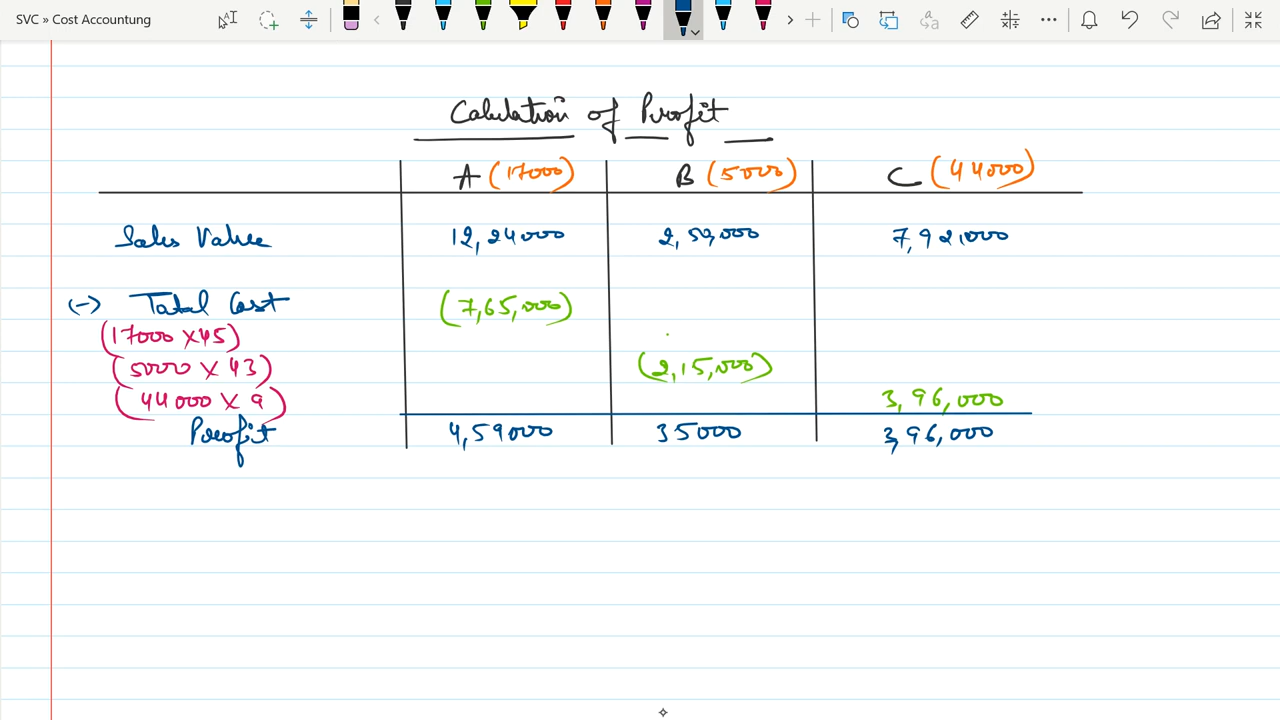 SVC » Cost Accountung
Calculation of Profit
A (17000) B (5000) C (44000)
Sales Value 12,24000 2,50,000 7,92,000
(-) Total Cost (7,65,000)
(17000 X 45)
(5000 X 43) (2,15,000)
(44000 X 9) 3,96,000
Profit 4,59000 35000 3,96,000